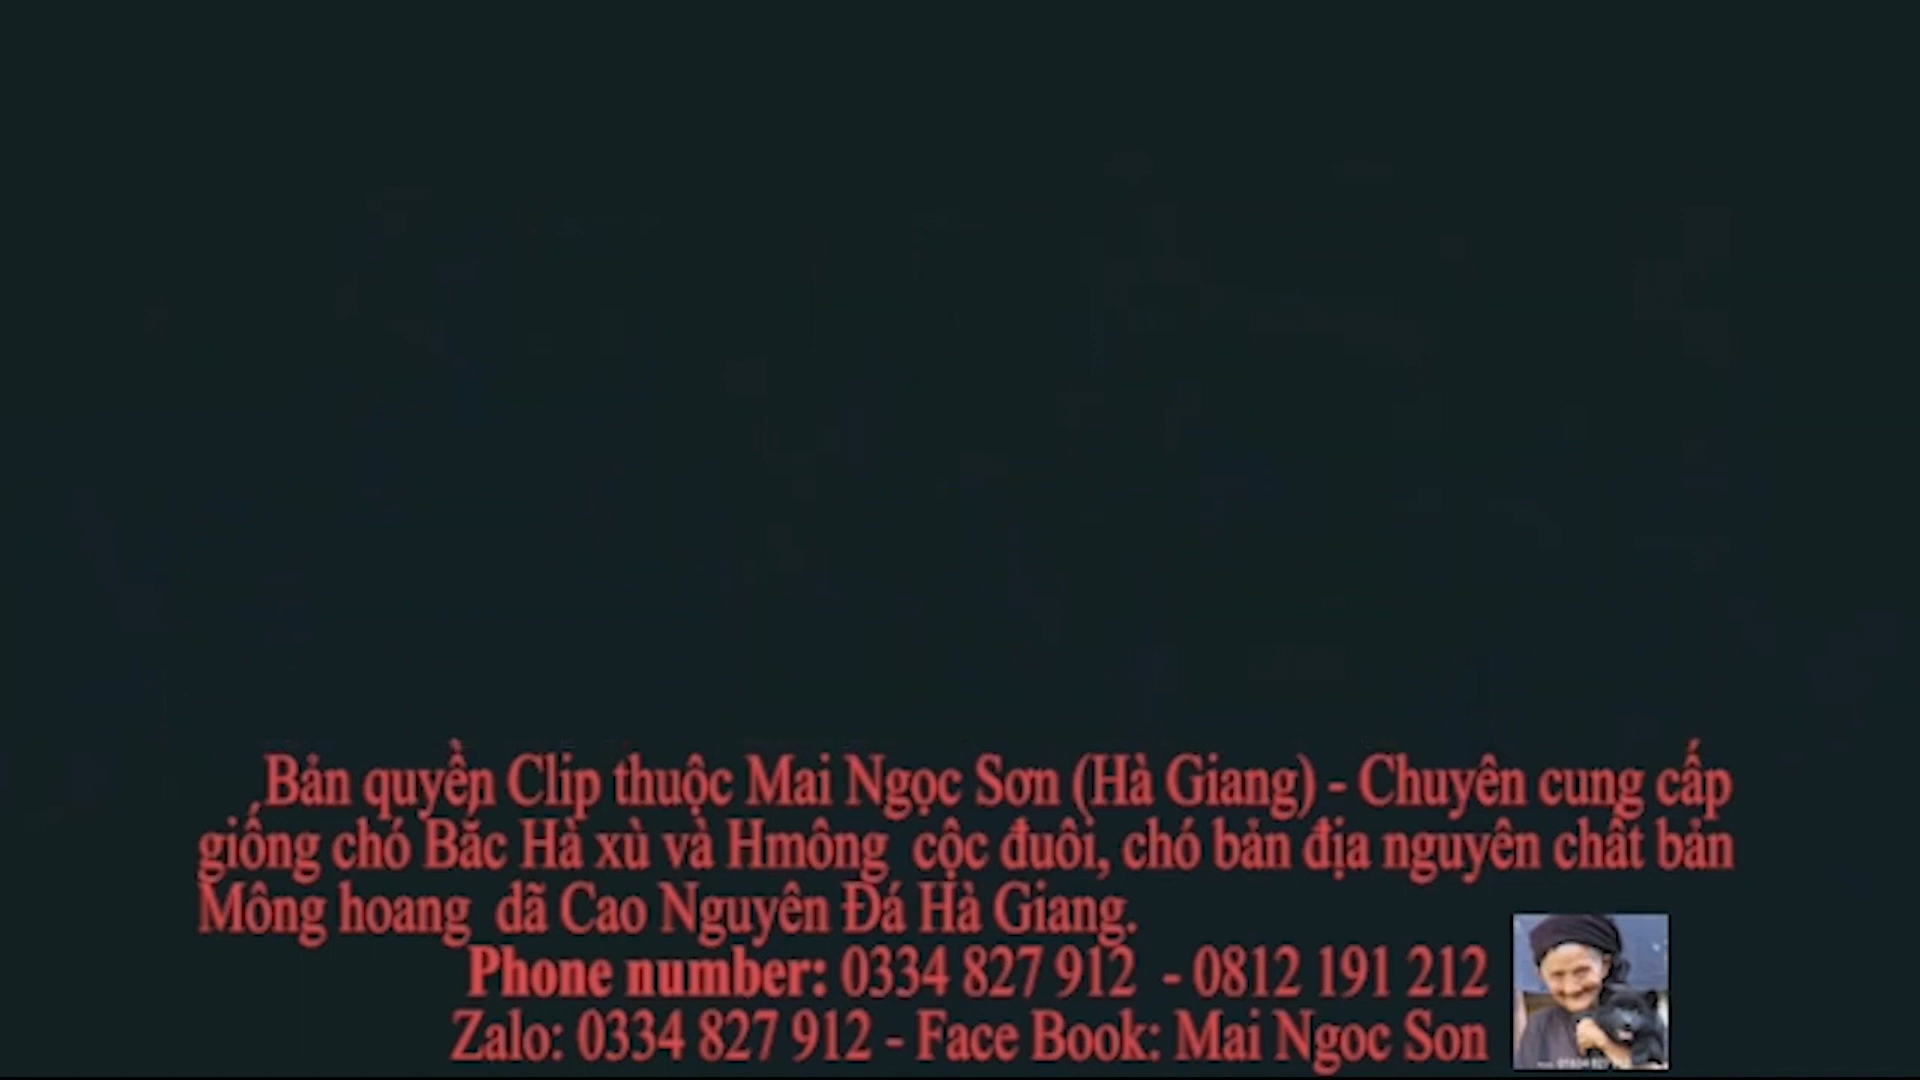 Bản quyền Clip thuộc Mai Ngọc Sơn (Hà Giang) - Chuyên cung cấp
giống chó Bắc Hà xù và Hmông cộc đuôi, chó bản địa nguyên chất bản
Mông hoang dã Cao Nguyên Đá Hà Giang.
Phone number: 0334 827 912 - 0812 191 212
Zalo: 0334 827 912 - Face Book: Mai Ngoc Son